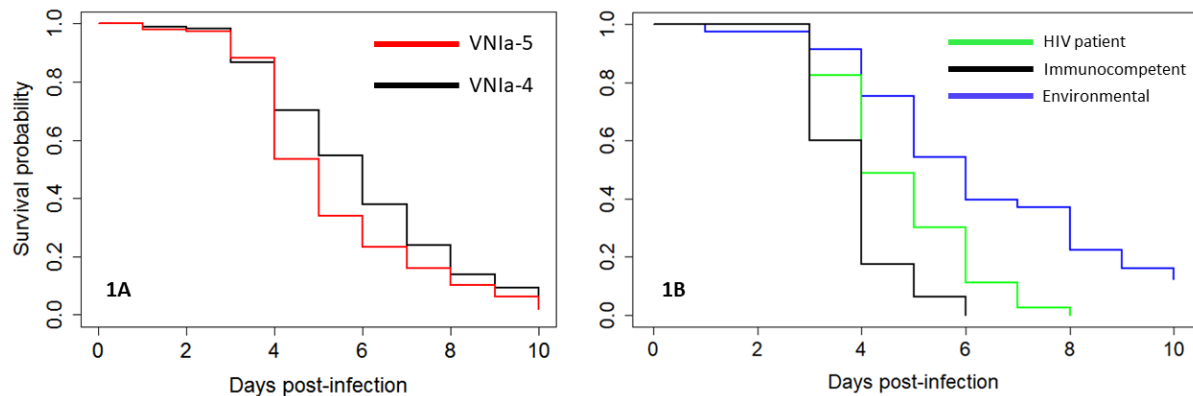 Survival probability
0.0 0.2 0.4 0.6 0.8 1.0
VNIa-5
VNIa-4
1A
0 2 4 6 8 10
Days post-infection
0.0 0.2 0.4 0.6 0.8 1.0
HIV patient
Immunocompetent
Environmental
1B
0 2 4 6 8 10
Days post-infection